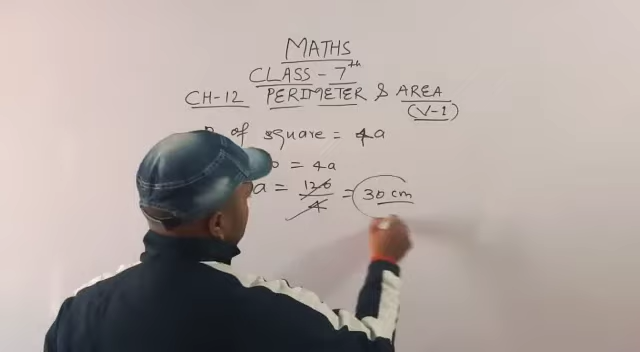 MATHS
CLASS - 7th
CH-12 PERIMETER & AREA
(V-1)
of square = 4a
= 4a
a = 120/4 = 30 cm